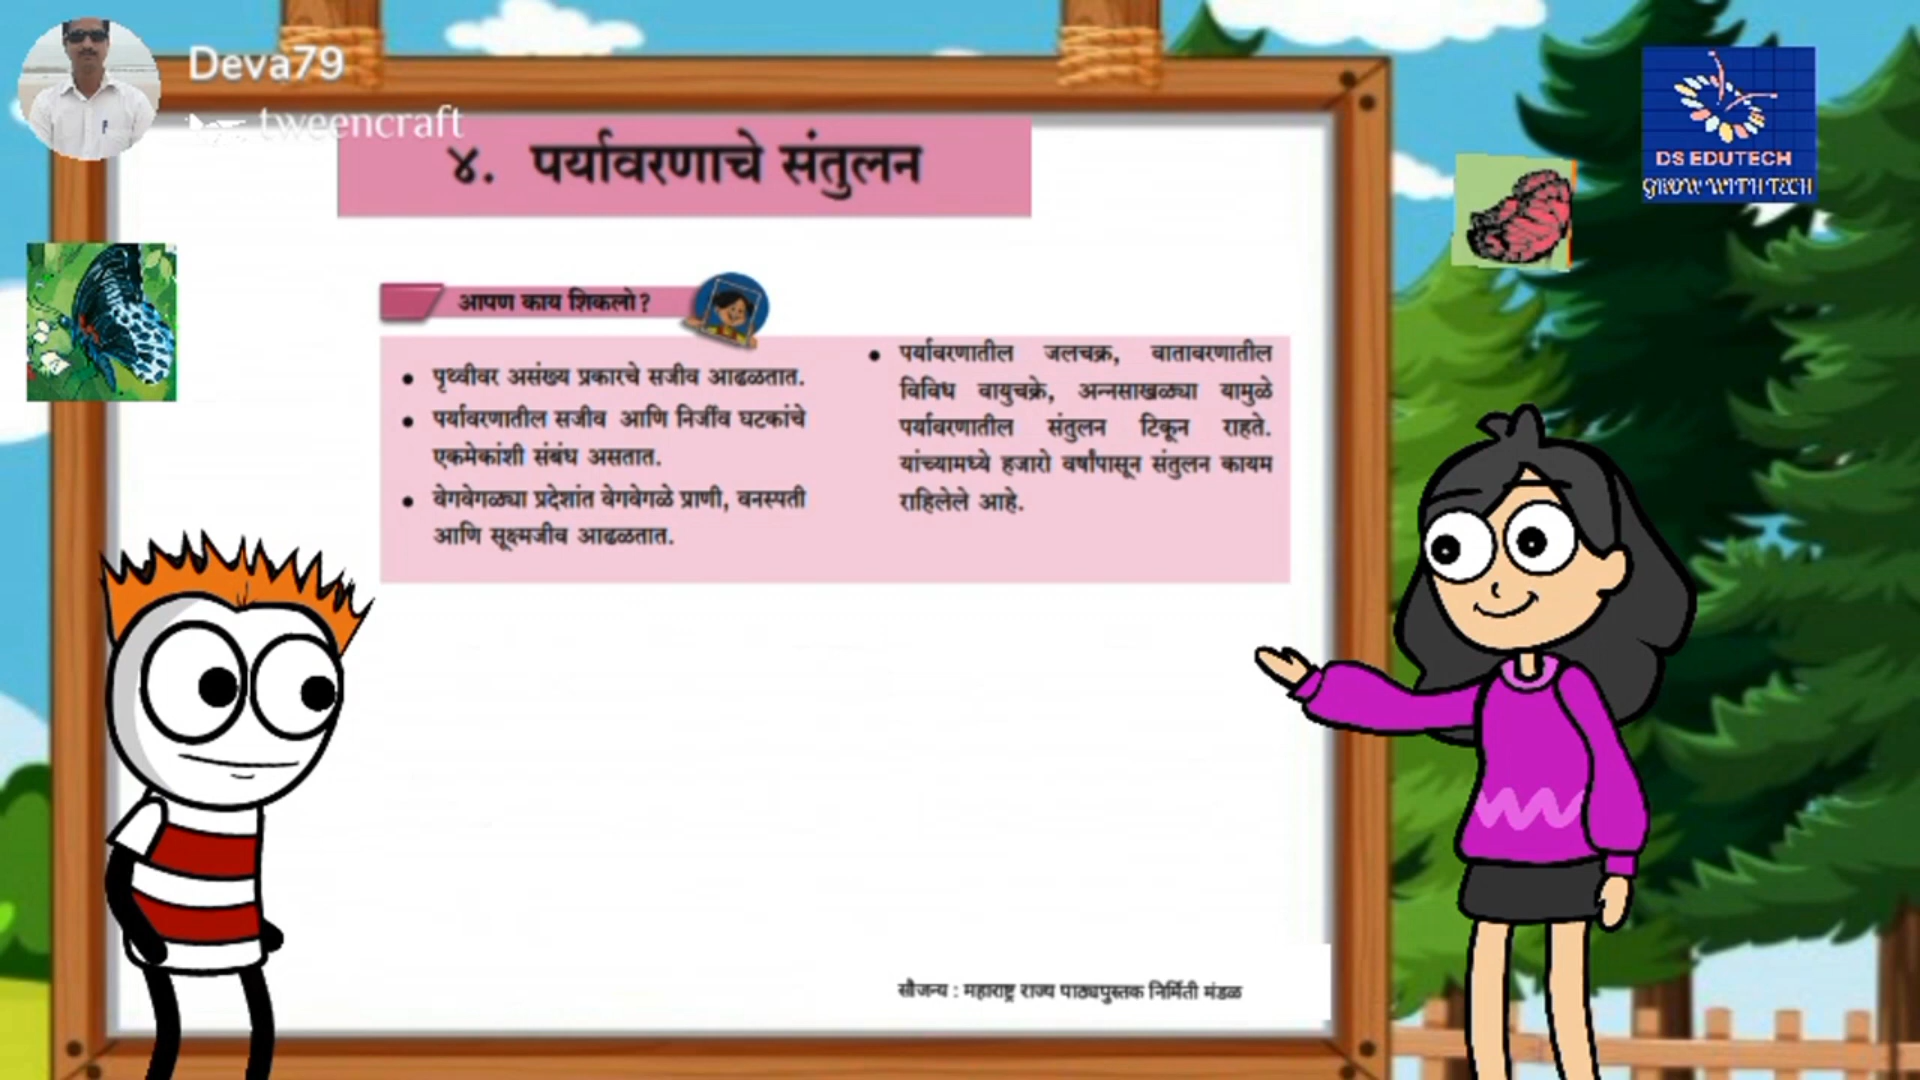 Deva79
tweencraft
DS EDUTECH
GROW WITH TECH
४. पर्यावरणाचे संतुलन
आपण काय शिकलो?
• पृथ्वीवर असंख्य प्रकारचे सजीव आढळतात.
• पर्यावरणातील सजीव आणि निर्जीव घटकांचे
एकमेकांशी संबंध असतात.
• वेगवेगळ्या प्रदेशांत वेगवेगळे प्राणी, वनस्पती
आणि सूक्ष्मजीव आढळतात.
• पर्यावरणातील जलचक्र, वातावरणातील
विविध वायुचक्रे, अन्नसाखळ्या यामुळे
पर्यावरणातील संतुलन टिकून राहते.
यांच्यामध्ये हजारो वर्षांपासून संतुलन कायम
राहिलेले आहे.
सौजन्य : महाराष्ट्र राज्य पाठ्यपुस्तक निर्मिती मंडळ